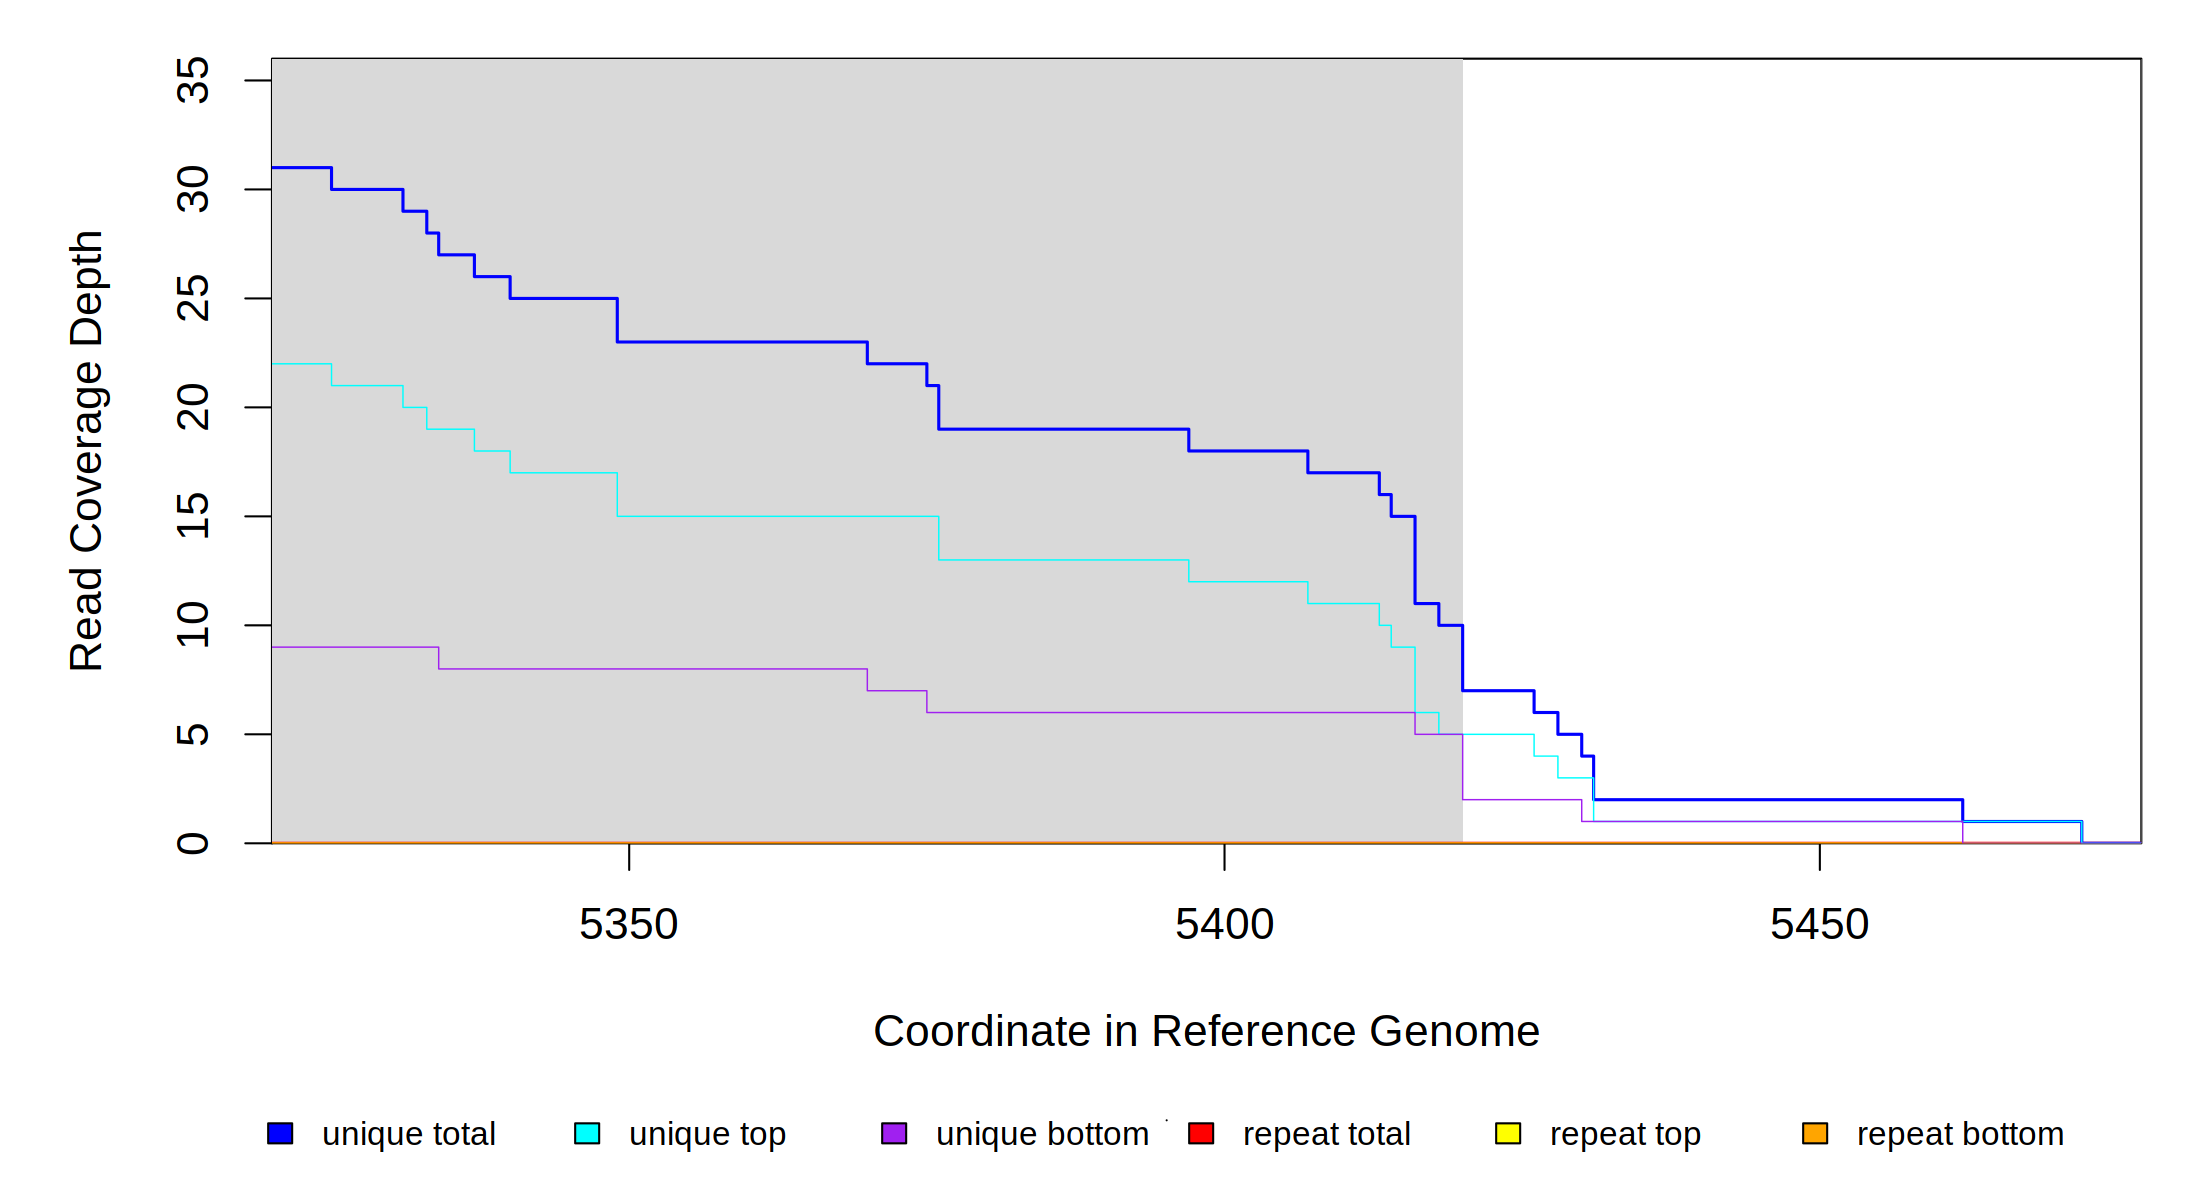 35
30
25
20
15
10
5
0
Read Coverage Depth
5350 5400 5450
Coordinate in Reference Genome
unique total unique top unique bottom repeat total repeat top repeat bottom